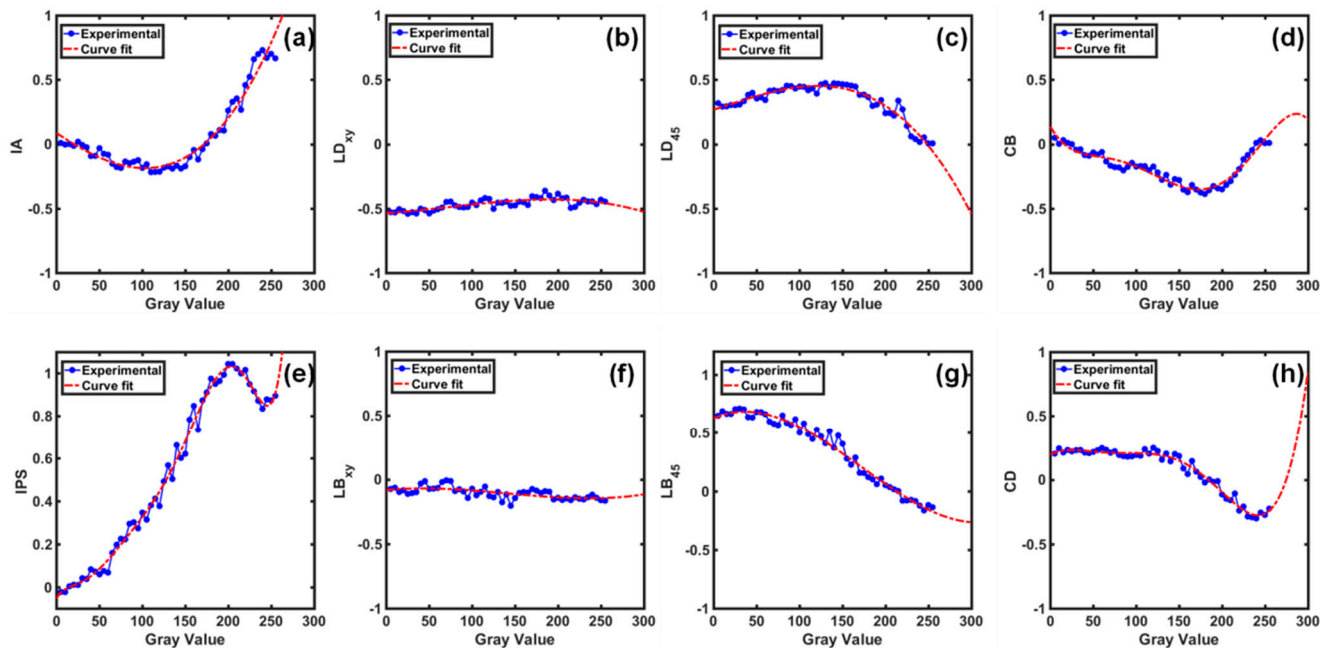 Experimental
Curve fit
(a)
1
0.5
0
-0.5
-1
IA
0 50 100 150 200 250 300
Gray Value
Experimental
Curve fit
(b)
1
0.5
0
-0.5
-1
LDxy
0 50 100 150 200 250 300
Gray Value
Experimental
Curve fit
(c)
1
0.5
0
-0.5
-1
LD45
0 50 100 150 200 250 300
Gray Value
Experimental
Curve fit
(d)
1
0.5
0
-0.5
-1
CB
0 50 100 150 200 250 300
Gray Value
Experimental
Curve fit
(e)
1
0.8
0.6
0.4
0.2
0
IPS
0 50 100 150 200 250 300
Gray Value
Experimental
Curve fit
(f)
1
0.5
0
-0.5
-1
LBxy
0 50 100 150 200 250 300
Gray Value
Experimental
Curve fit
(g)
1
0.5
0
-0.5
-1
LB45
0 50 100 150 200 250 300
Gray Value
Experimental
Curve fit
(h)
1
0.5
0
-0.5
-1
CD
0 50 100 150 200 250 300
Gray Value